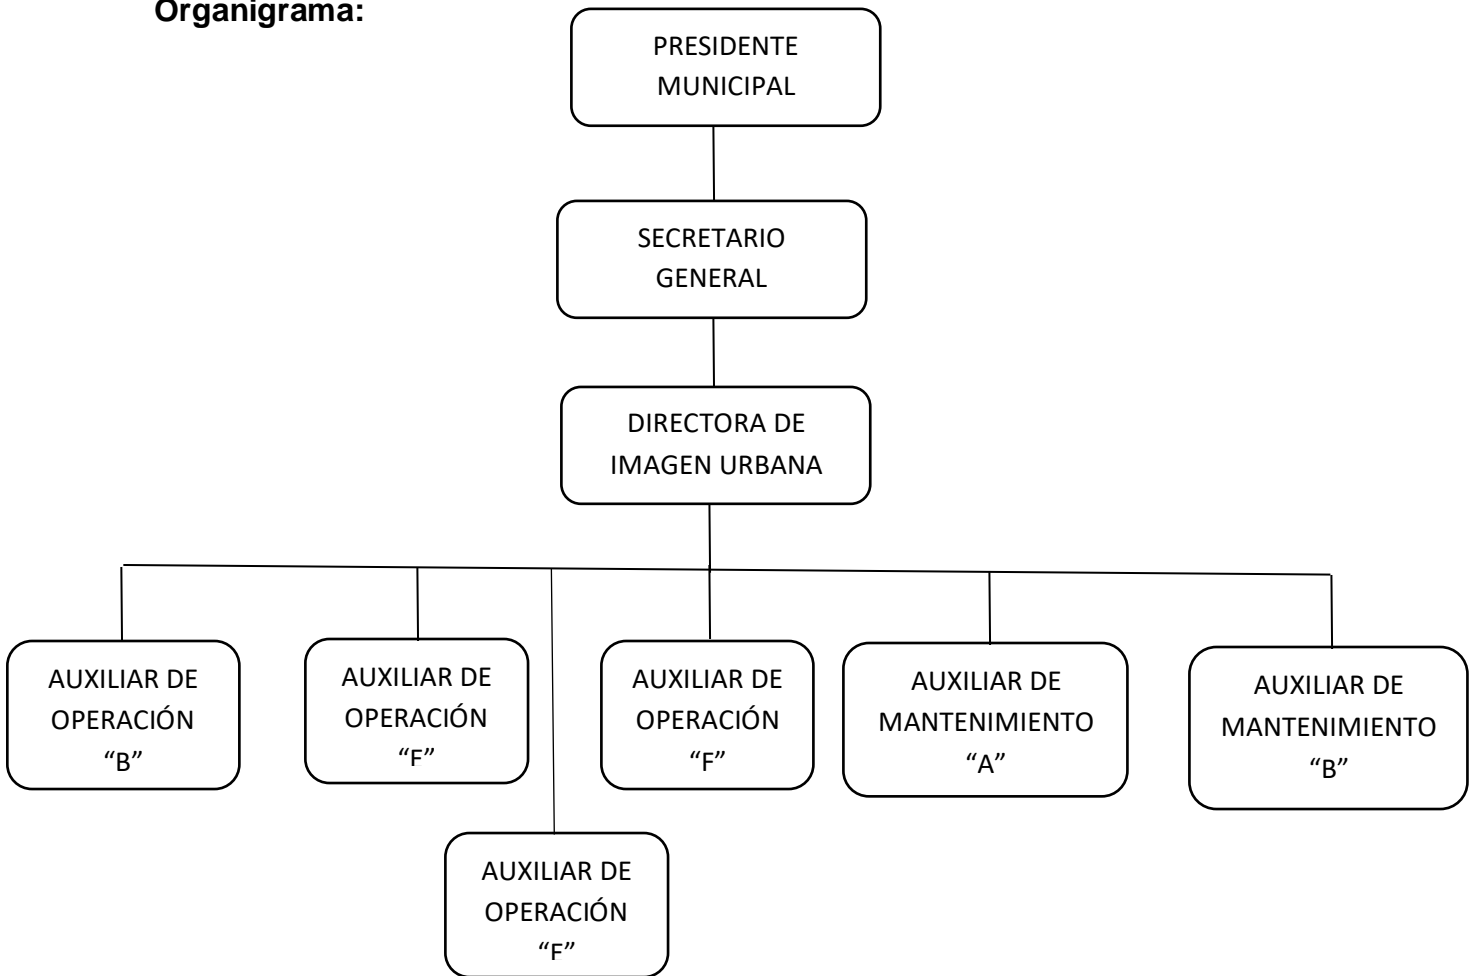 Organigrama:
PRESIDENTE
MUNICIPAL
SECRETARIO
GENERAL
DIRECTORA DE
IMAGEN URBANA
AUXILIAR DE
OPERACIÓN
“B”
AUXILIAR DE
OPERACIÓN
“F”
AUXILIAR DE
OPERACIÓN
“F”
AUXILIAR DE
MANTENIMIENTO
“A”
AUXILIAR DE
MANTENIMIENTO
“B”
AUXILIAR DE
OPERACIÓN